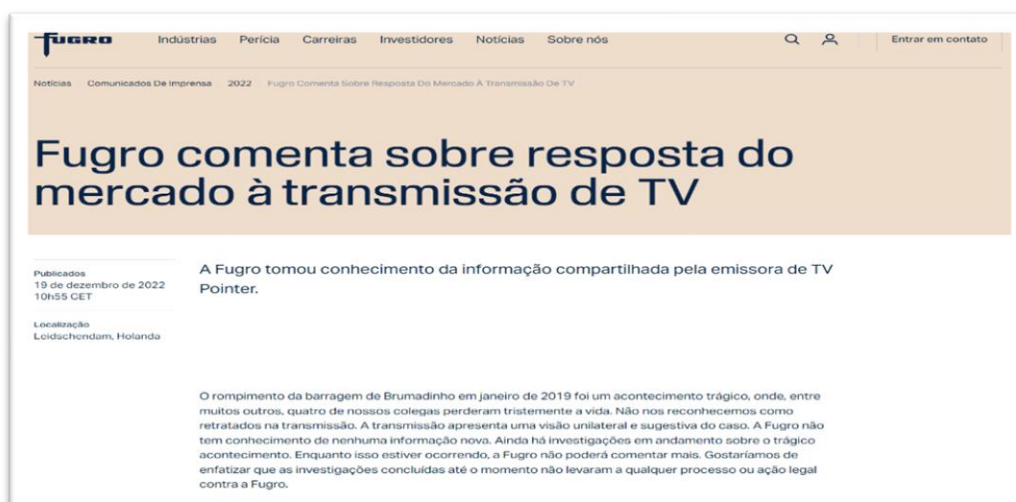 FUGRO Indústrias Perícia Carreiras Investidores Notícias Sobre nós Entrar em contato
Notícias Comunicados De Imprensa 2022 Fugro Comenta Sobre Resposta Do Mercado À Transmissão De TV
Fugro comenta sobre resposta do
mercado à transmissão de TV
Publicados
19 de dezembro de 2022
10h55 CET
Localização
Leidschendam, Holanda
A Fugro tomou conhecimento da informação compartilhada pela emissora de TV
Pointer.
O rompimento da barragem de Brumadinho em janeiro de 2019 foi um acontecimento trágico, onde, entre
muitos outros, quatro de nossos colegas perderam tristemente a vida. Não nos reconhecemos como
retratados na transmissão. A transmissão apresenta uma visão unilateral e sugestiva do caso. A Fugro não
tem conhecimento de nenhuma informação nova. Ainda há investigações em andamento sobre o trágico
acontecimento. Enquanto isso estiver ocorrendo, a Fugro não poderá comentar mais. Gostaríamos de
enfatizar que as investigações concluídas até o momento não levaram a qualquer processo ou ação legal
contra a Fugro.